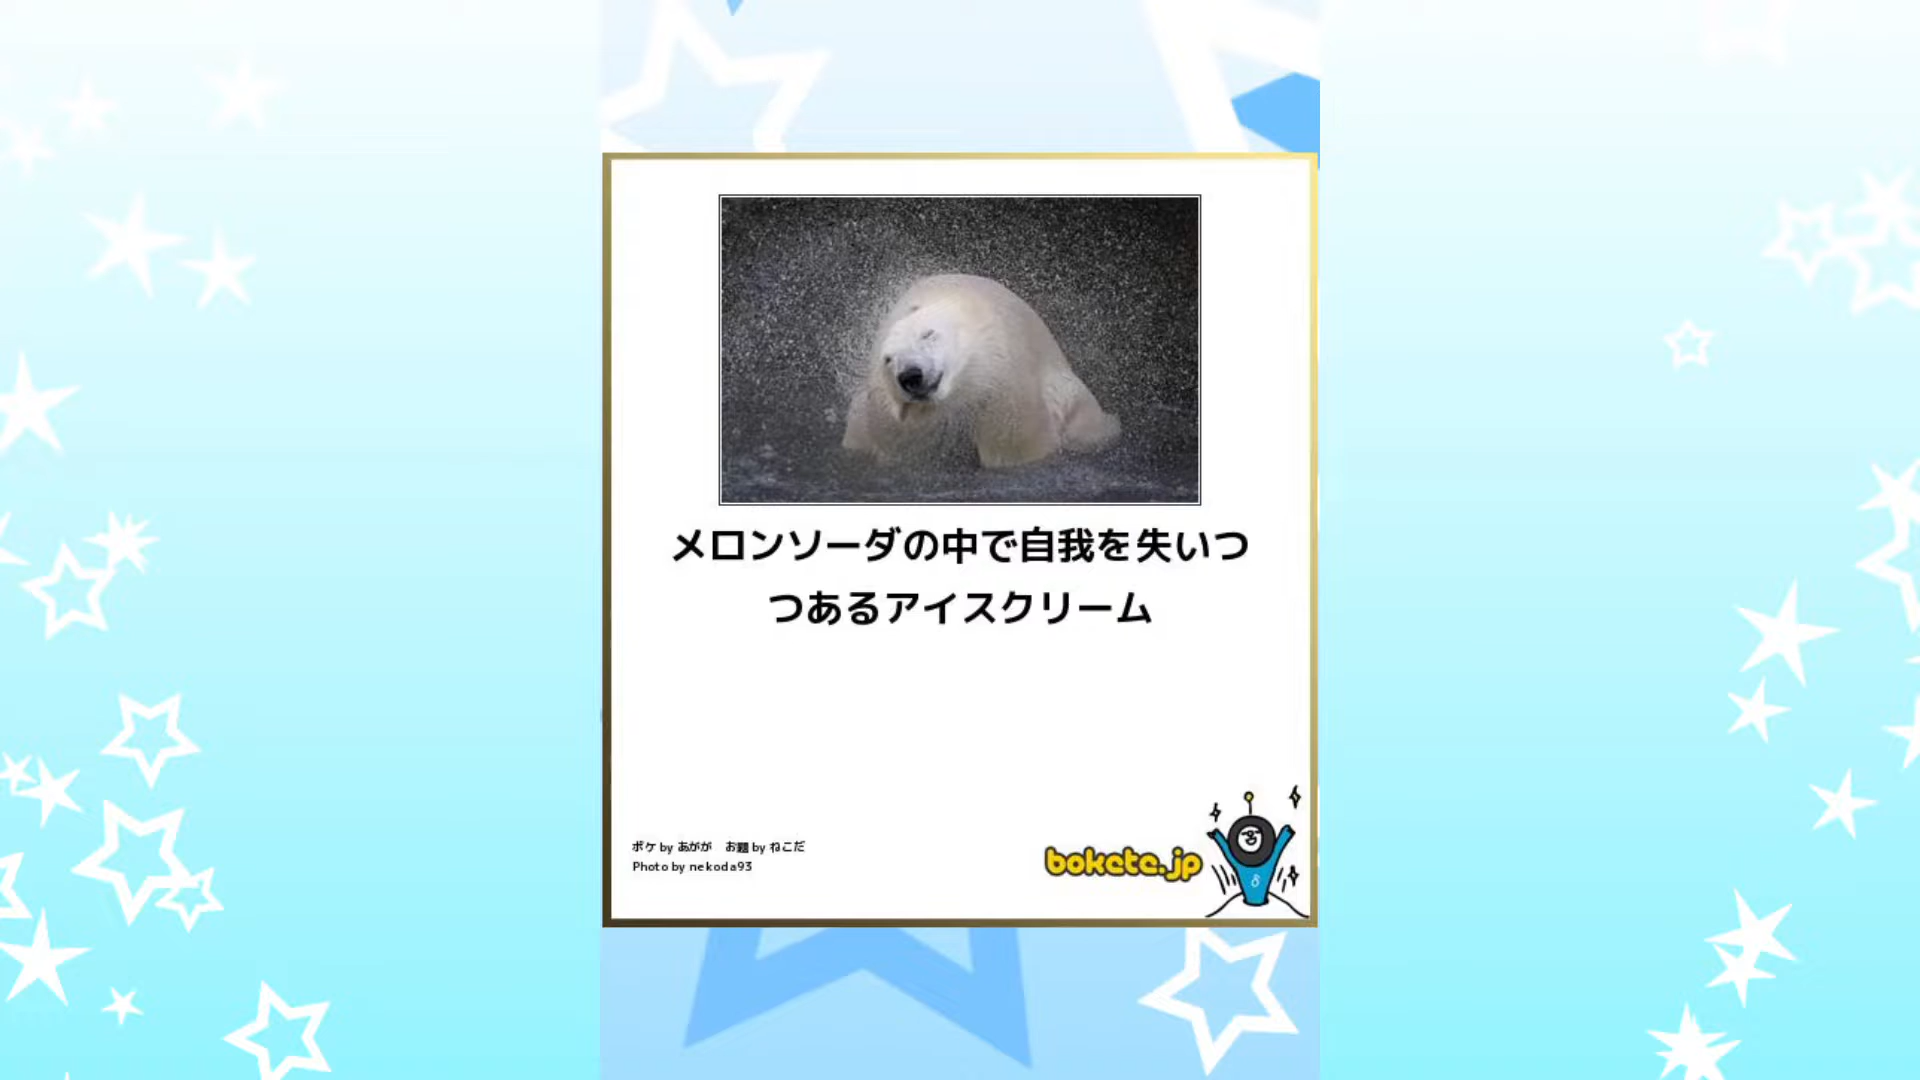 メロンソーダの中で自我を失いつ
つあるアイスクリーム
ボケ by あがが　お題 by ねこだ
Photo by nekoda93
bokete.jp